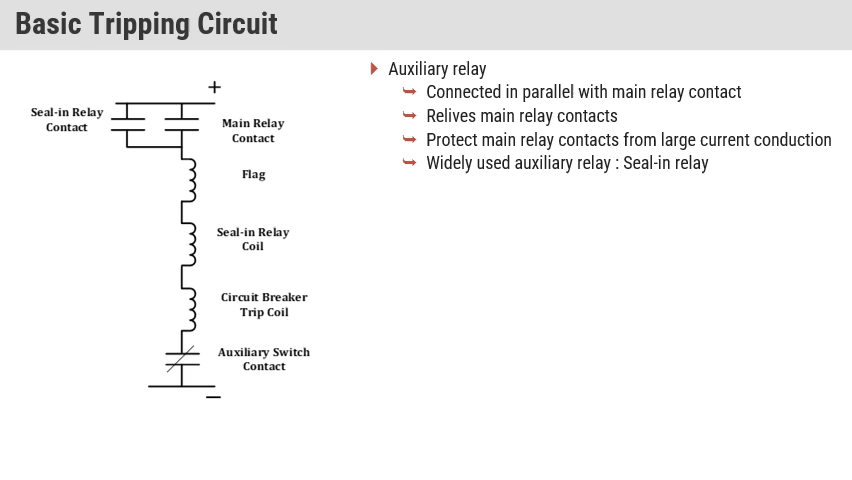 Basic Tripping Circuit
+
Seal-in Relay
Contact
Main Relay
Contact
Flag
Seal-in Relay
Coil
Circuit Breaker
Trip Coil
Auxiliary Switch
Contact
—
Auxiliary relay
Connected in parallel with main relay contact
Relives main relay contacts
Protect main relay contacts from large current conduction
Widely used auxiliary relay : Seal-in relay